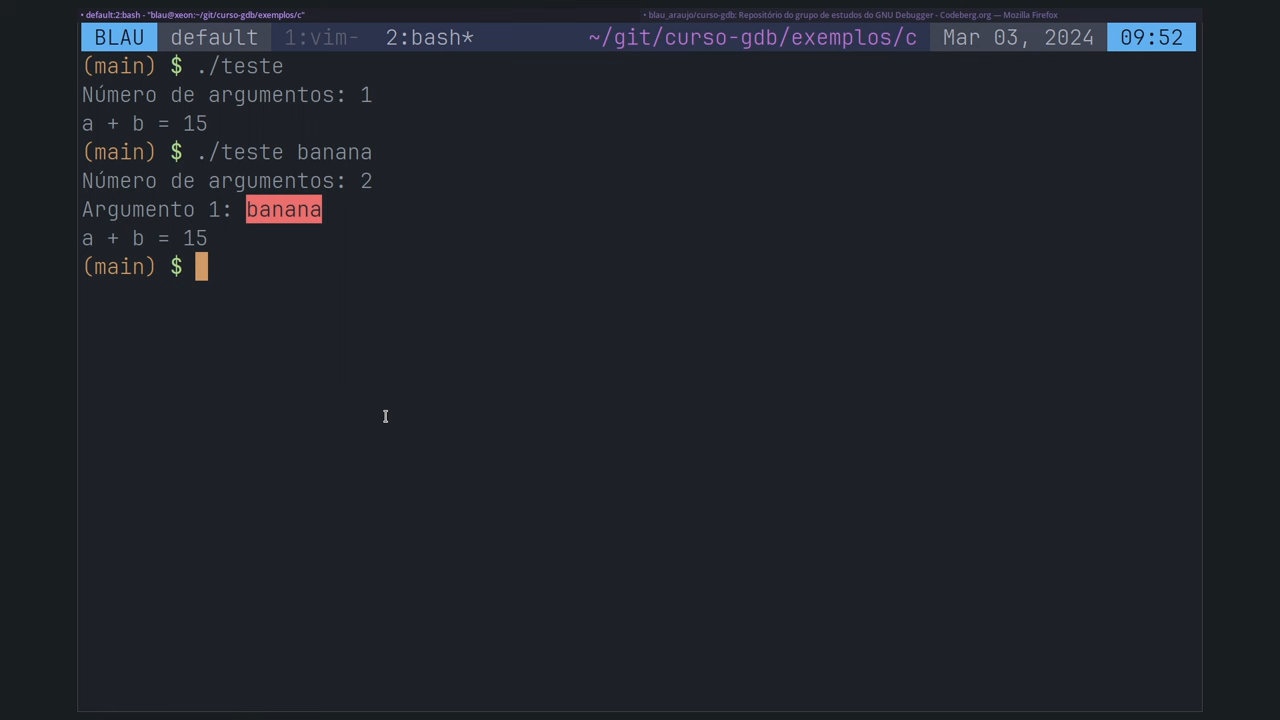 • default:2:bash - "blau@xeon:~/git/curso-gdb/exemplos/c" • blau_araujo/curso-gdb: Repositório do grupo de estudos do GNU Debugger - Codeberg.org — Mozilla Firefox
BLAU default 1:vim- 2:bash* ~/git/curso-gdb/exemplos/c Mar 03, 2024 09:52
(main) $ ./teste
Número de argumentos: 1
a + b = 15
(main) $ ./teste banana
Número de argumentos: 2
Argumento 1: banana
a + b = 15
(main) $